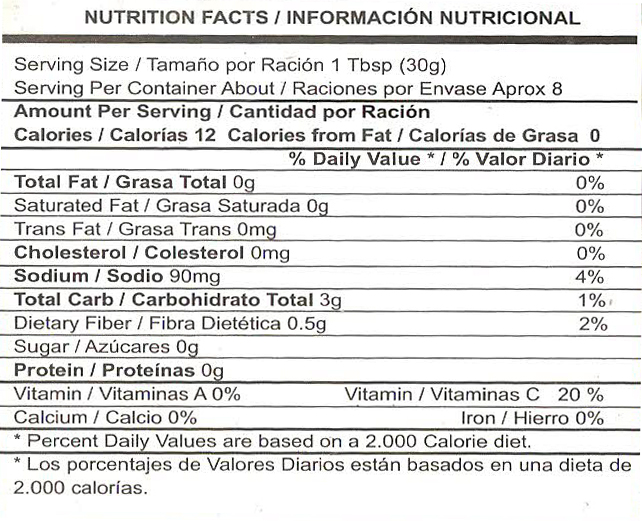 NUTRITION FACTS / INFORMACIÓN NUTRICIONAL
Serving Size / Tamaño por Ración 1 Tbsp (30g)
Serving Per Container About / Raciones por Envase Aprox 8
Amount Per Serving / Cantidad por Ración
Calories / Calorías 12 Calories from Fat / Calorías de Grasa 0
% Daily Value * / % Valor Diario *
Total Fat / Grasa Total 0g 0%
Saturated Fat / Grasa Saturada 0g 0%
Trans Fat / Grasa Trans 0mg 0%
Cholesterol / Colesterol 0mg 0%
Sodium / Sodio 90mg 4%
Total Carb / Carbohidrato Total 3g 1%
Dietary Fiber / Fibra Dietética 0.5g 2%
Sugar / Azúcares 0g
Protein / Proteínas 0g
Vitamin / Vitaminas A 0% Vitamin / Vitaminas C 20 %
Calcium / Calcio 0% Iron / Hierro 0%
* Percent Daily Values are based on a 2.000 Calorie diet.
* Los porcentajes de Valores Diarios están basados en una dieta de
2.000 calorías.